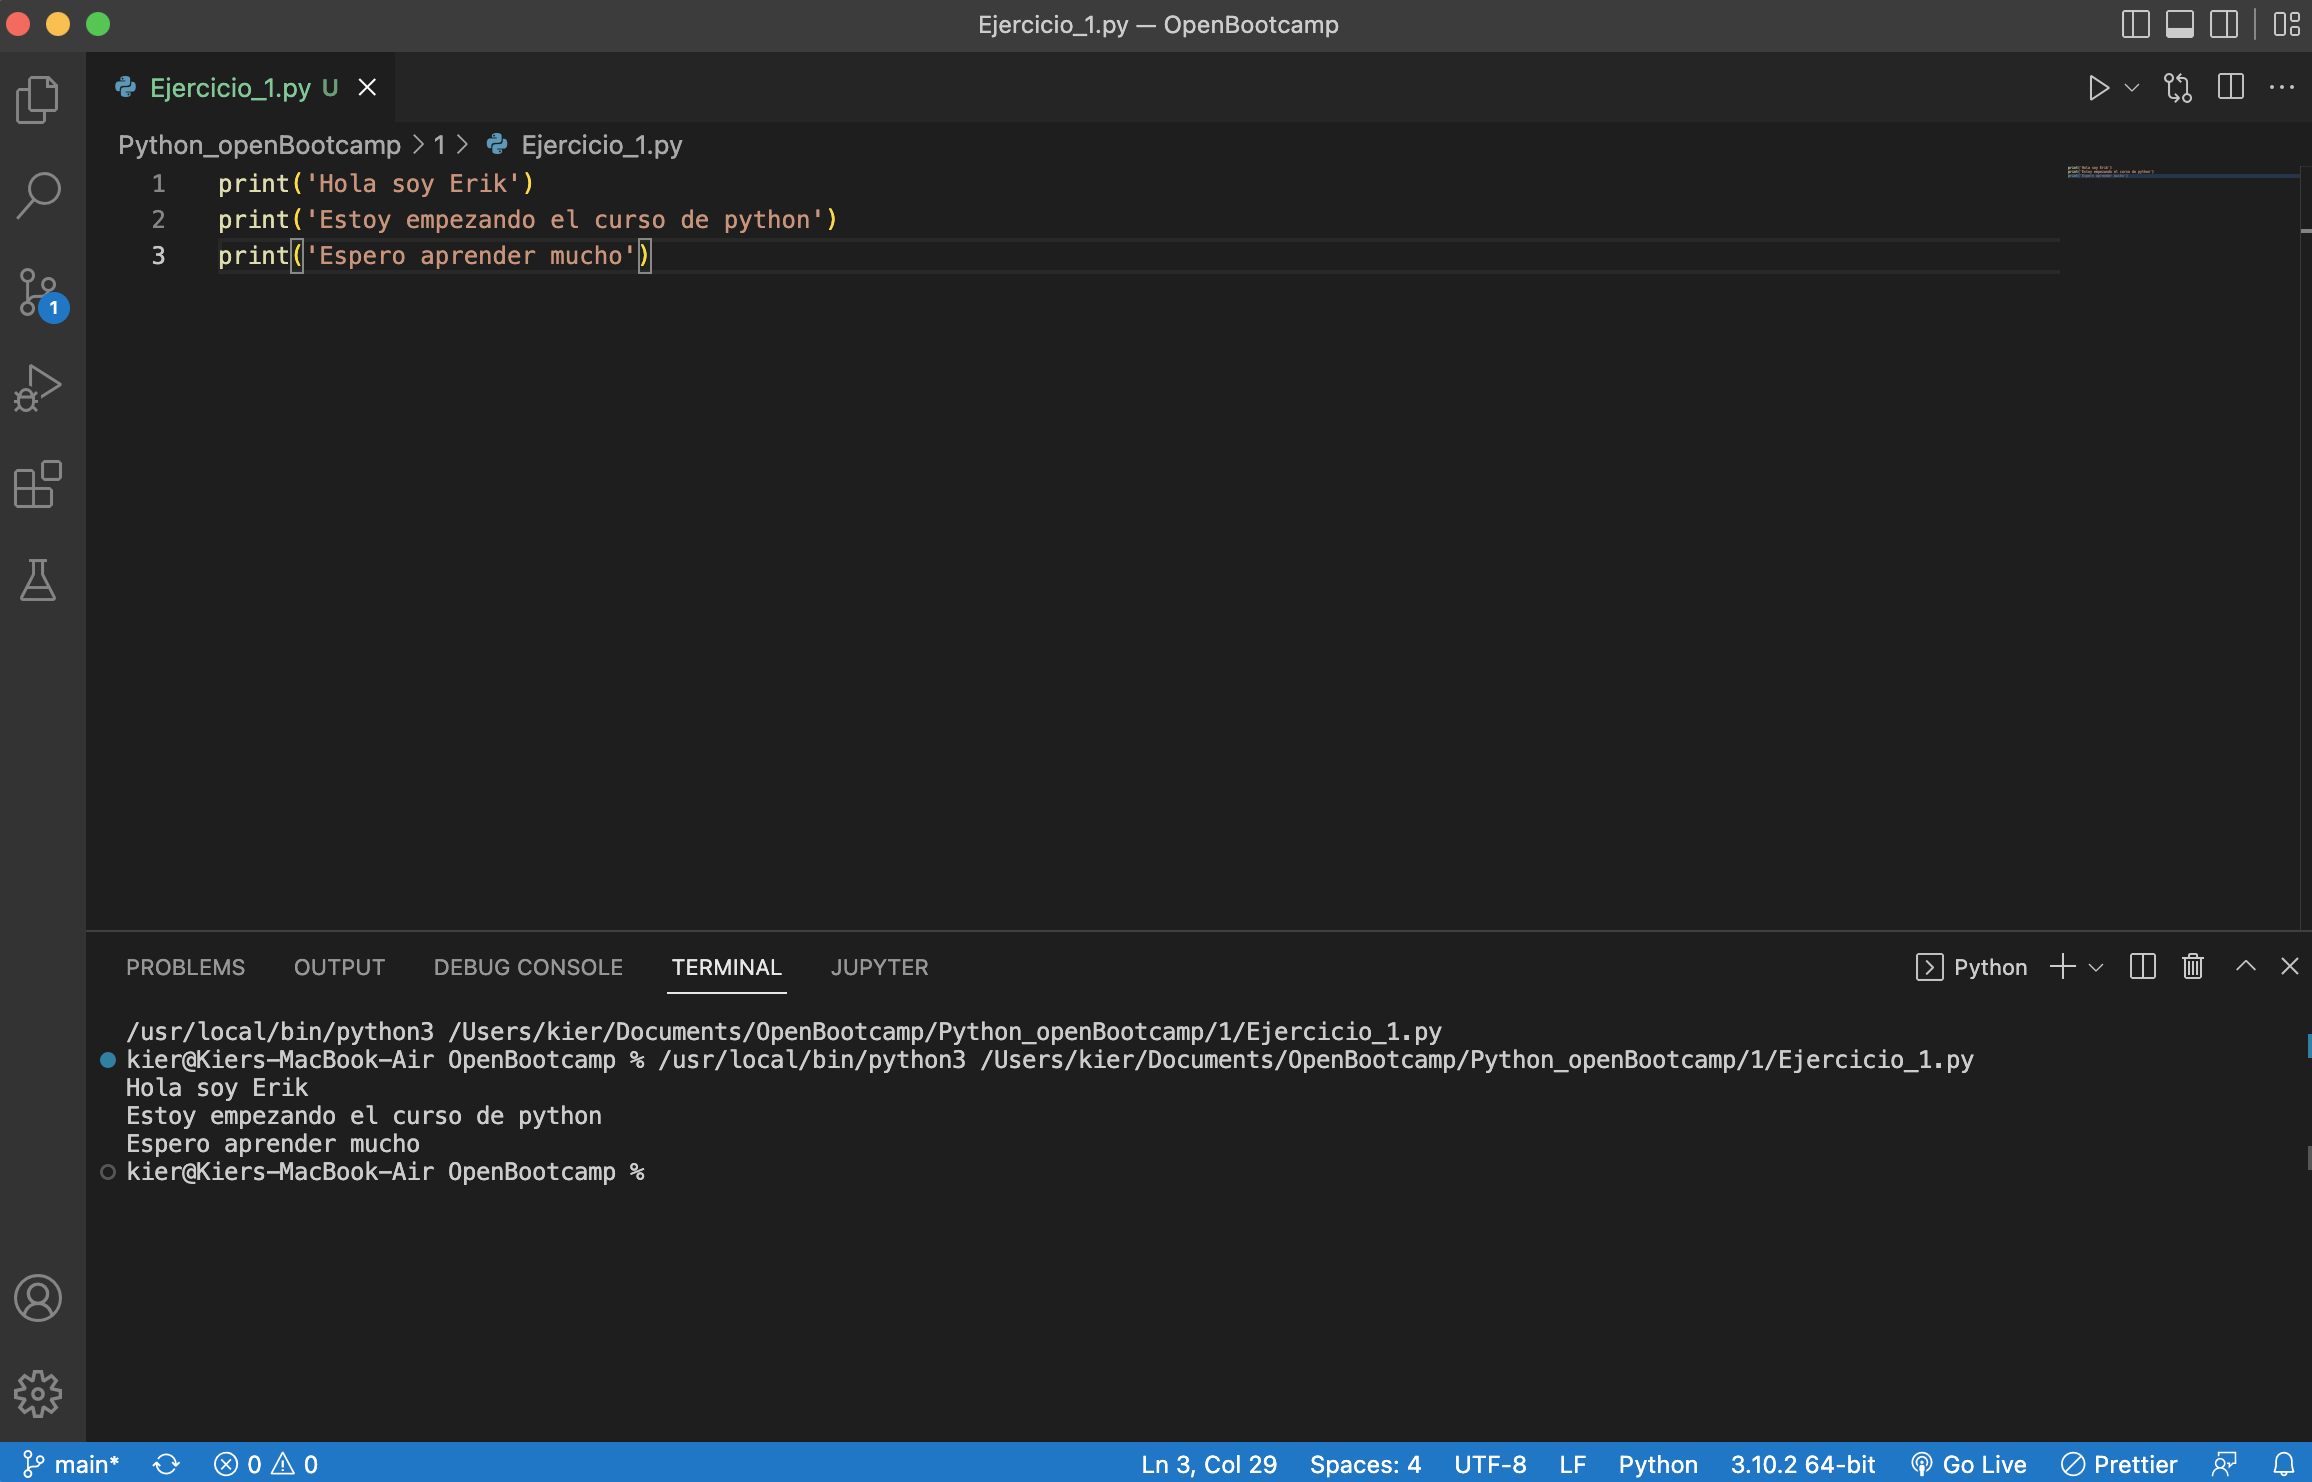 Ejercicio_1.py — OpenBootcamp
Ejercicio_1.py U
Python_openBootcamp > 1 > Ejercicio_1.py
1 print('Hola soy Erik')
2 print('Estoy empezando el curso de python')
3 print('Espero aprender mucho')
1
PROBLEMS OUTPUT DEBUG CONSOLE TERMINAL JUPYTER Python
/usr/local/bin/python3 /Users/kier/Documents/OpenBootcamp/Python_openBootcamp/1/Ejercicio_1.py
kier@Kiers-MacBook-Air OpenBootcamp % /usr/local/bin/python3 /Users/kier/Documents/OpenBootcamp/Python_openBootcamp/1/Ejercicio_1.py
Hola soy Erik
Estoy empezando el curso de python
Espero aprender mucho
kier@Kiers-MacBook-Air OpenBootcamp %
main* 0 0 Ln 3, Col 29 Spaces: 4 UTF-8 LF Python 3.10.2 64-bit Go Live Prettier